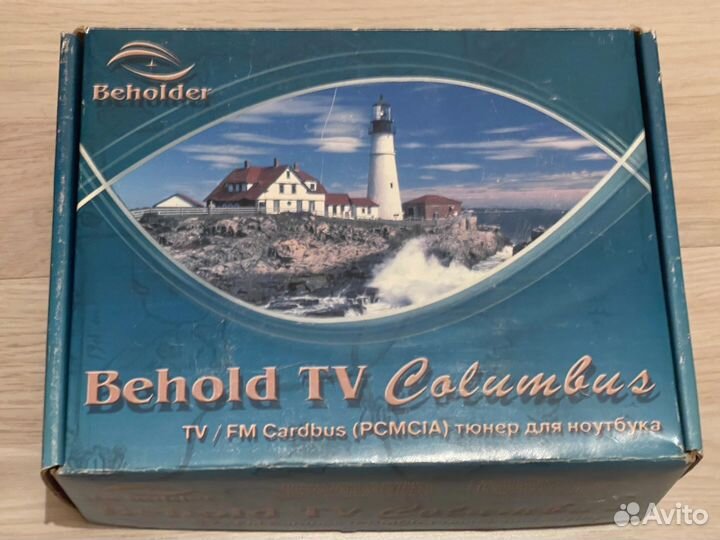 Beholder
Behold TV Columbus
TV / FM Cardbus (PCMCIA) тюнер для ноутбука
Behold TV Columbus
Avito